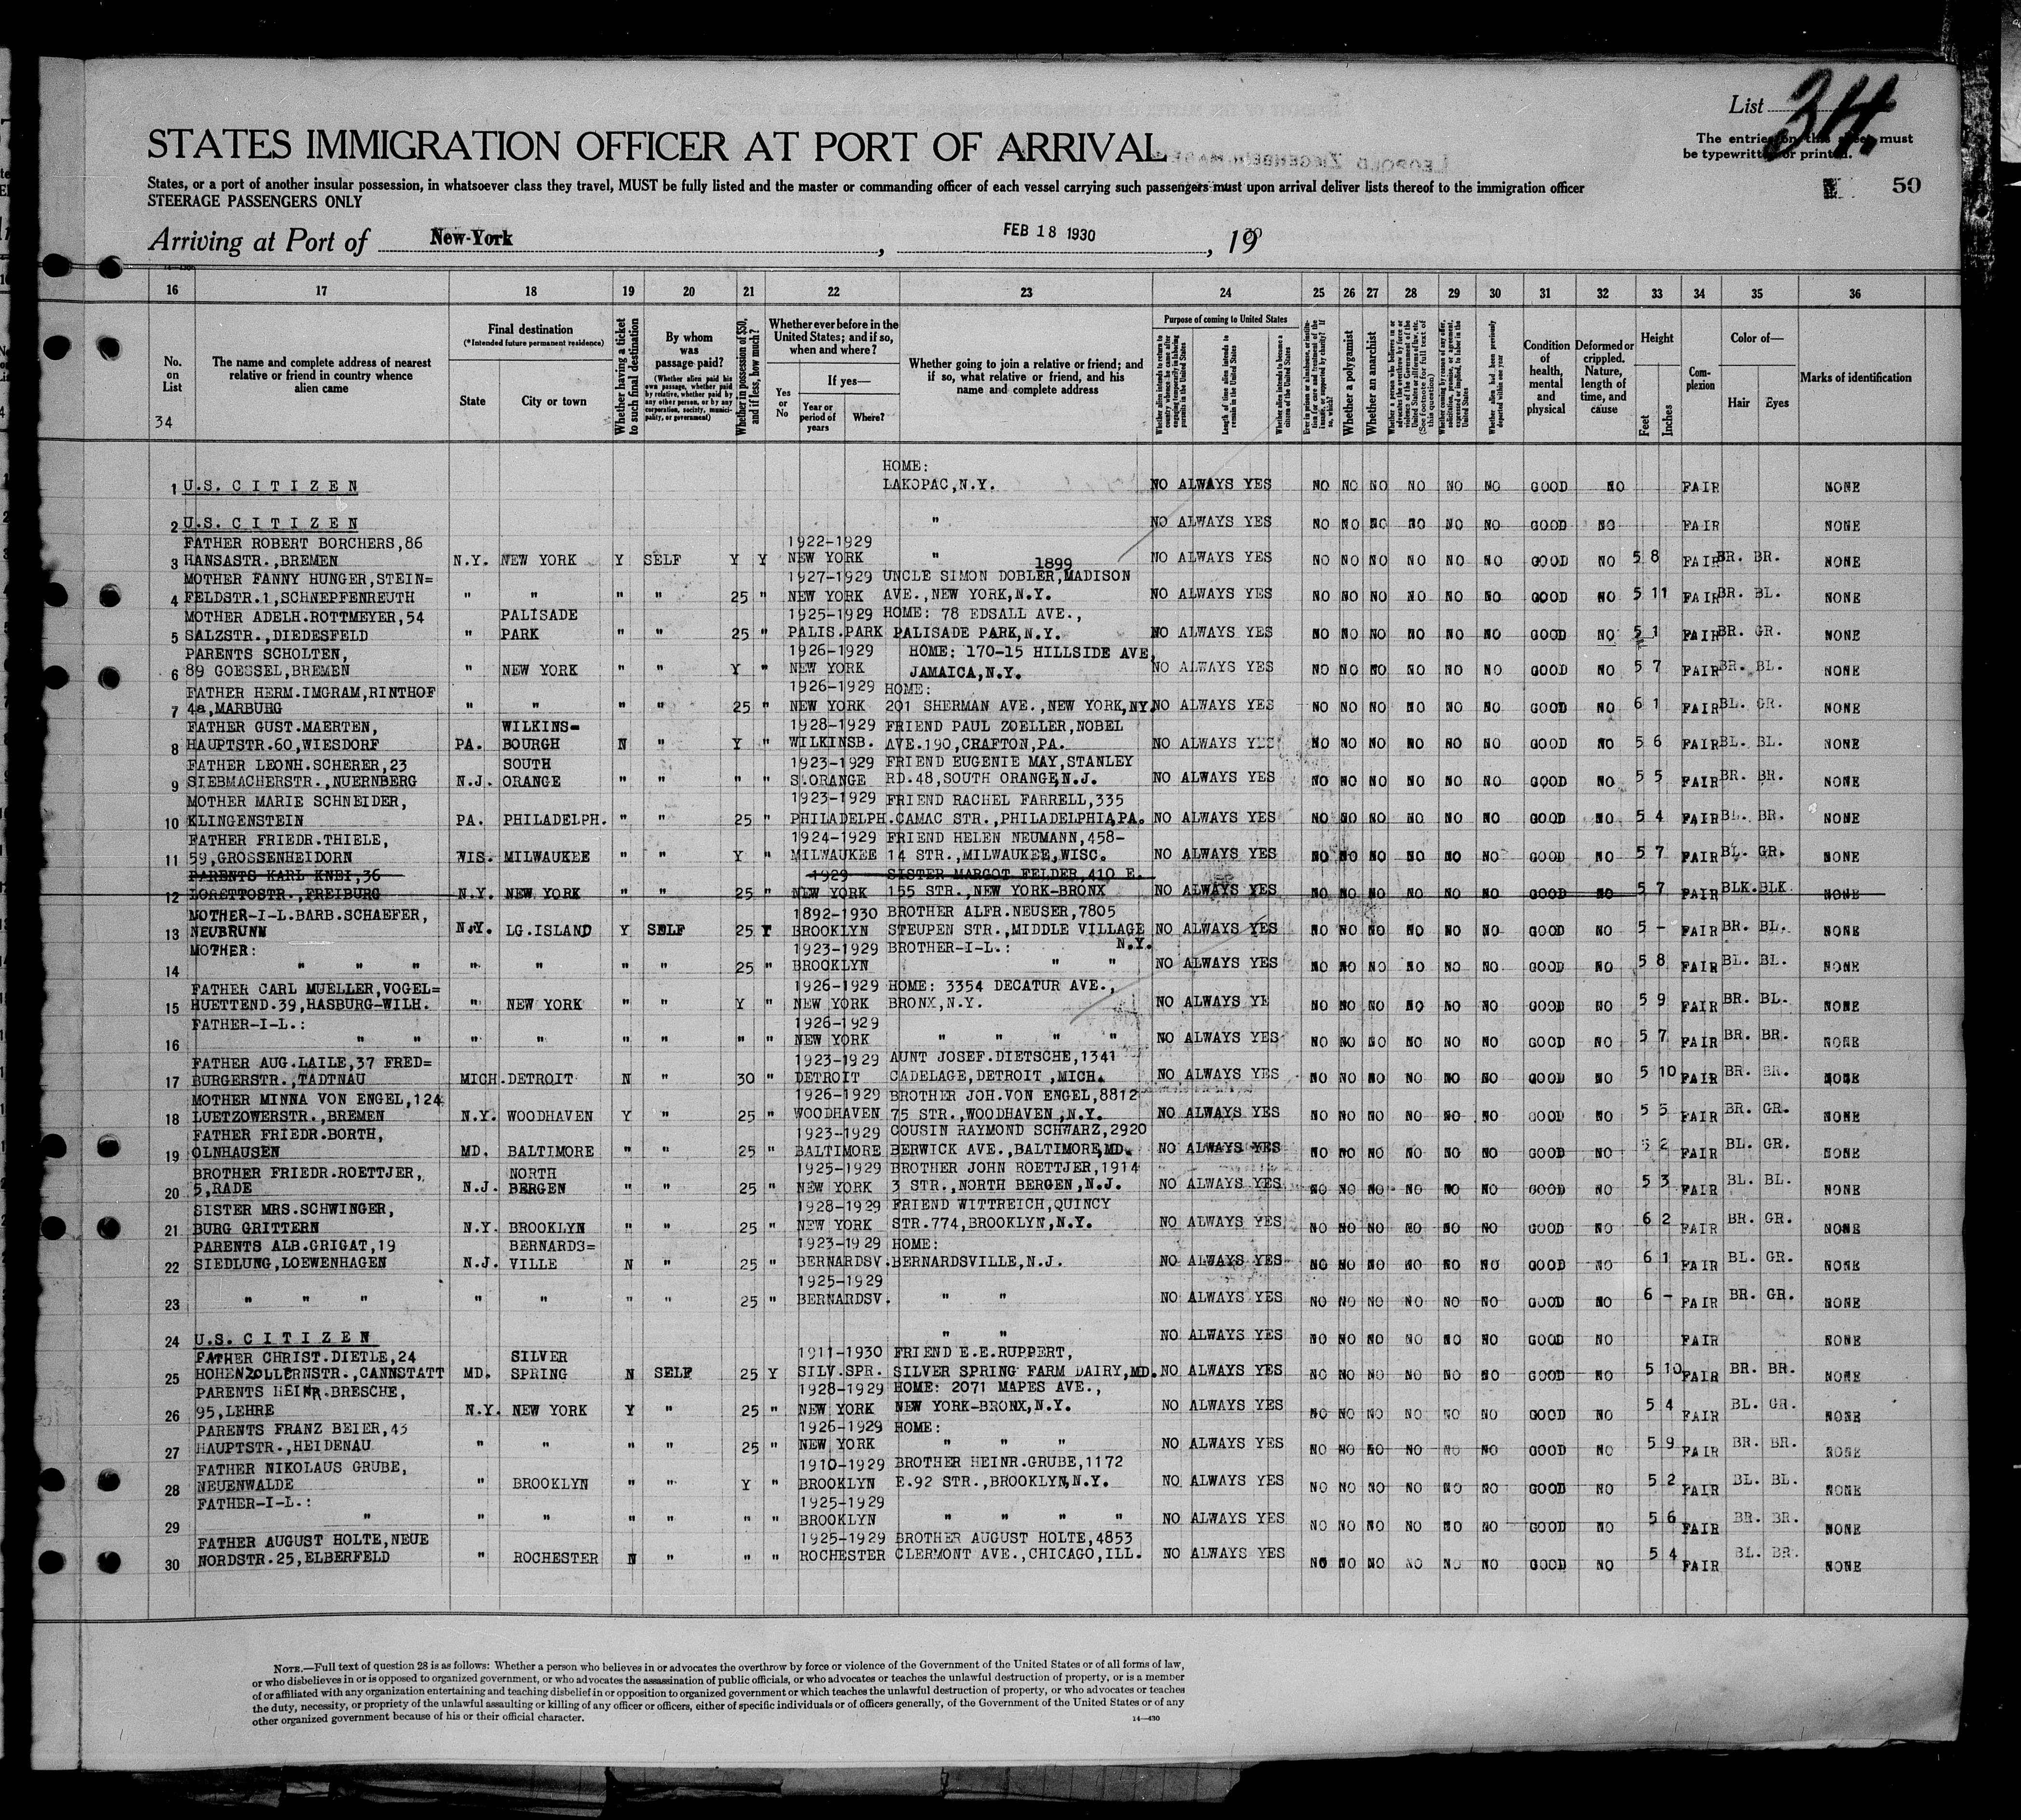 List 34
The entries on this sheet must
be typewritten or printed.
50
STATES IMMIGRATION OFFICER AT PORT OF ARRIVAL
States, or a port of another insular possession, in whatsoever class they travel, MUST be fully listed and the master or commanding officer of each vessel carrying such passengers must upon arrival deliver lists thereof to the immigration officer
STEERAGE PASSENGERS ONLY
Arriving at Port of New-York, FEB 18 1930, 19 30
16 17 18 19 20 21 22 23 24 25 26 27 28 29 30 31 32 33 34 35 36
No. on List
34
The name and complete address of nearest relative or friend in country whence alien came
Final destination
(*Intended future permanent residence)
State
City or town
Whether having a ticket to such final destination
By whom was passage paid?
(Whether alien paid his own passage, whether paid by relative, whether paid by any other person, or by any corporation, society, municipality, or government)
Whether in possession of $50, and if less, how much?
Whether ever before in the United States; and if so, when and where?
Yes or No
If yes—
Year or period of years
Where?
Whether going to join a relative or friend; and if so, what relative or friend, and his name and complete address
Purpose of coming to United States
Whether a polygamist
Whether an anarchist
Condition of health, mental and physical
Deformed or crippled. Nature, length of time, and cause
Height
Feet
Inches
Complexion
Color of—
Hair
Eyes
Marks of identification
HOME:
1 U.S. CITIZEN LAKOPAC,N.Y. NO ALWAYS YES NO NO NO NO NO NO GOOD NO FAIR NONE
2 U.S. CITIZEN " NO ALWAYS YES NO NO NO NO NO NO GOOD NO FAIR NONE
FATHER ROBERT BORCHERS,86 1922-1929
3 HANSASTR.,BREMEN N.Y. NEW YORK Y SELF Y Y NEW YORK " NO ALWAYS YES NO NO NO NO NO NO GOOD NO 5 8 FAIR BR. BR. NONE
1899
MOTHER FANNY HUNGER,STEIN= 1927-1929 UNCLE SIMON DOBLER,MADISON
4 FELDSTR.1,SCHNEPFENREUTH " " " " 25 " NEW YORK AVE.,NEW YORK,N.Y. NO ALWAYS YES NO NO NO NO NO NO GOOD NO 5 11 FAIR BR. BL. NONE
MOTHER ADELH.ROTTMEYER,54 PALISADE 1925-1929 HOME: 78 EDSALL AVE.,
5 SALZSTR.,DIEDESFELD " PARK " " 25 " PALIS.PARK PALISADE PARK,N.Y. NO ALWAYS YES NO NO NO NO NO NO GOOD NO 5 1 FAIR BR. GR. NONE
PARENTS SCHOLTEN, 1926-1929 HOME: 170-15 HILLSIDE AVE,
6 89 GOESSEL,BREMEN " NEW YORK " " Y " NEW YORK JAMAICA,N.Y. NO ALWAYS YES NO NO NO NO NO NO GOOD NO 5 7 FAIR BR. BL. NONE
FATHER HERM.IMGRAM,RINTHOF 1926-1929 HOME:
7 4a,MARBURG " " " " 25 " NEW YORK 201 SHERMAN AVE.,NEW YORK,NY. NO ALWAYS YES NO NO NO NO NO NO GOOD NO 6 1 FAIR BL. GR. NONE
FATHER GUST.MAERTEN, WILKINS= 1928-1929 FRIEND PAUL ZOELLER,NOBEL
8 HAUPTSTR.60,WIESDORF PA. BOURGH N " Y " WILKINSB. AVE.190,CRAFTON,PA. NO ALWAYS YES NO NO NO NO NO NO GOOD NO 5 6 FAIR BL. BL. NONE
FATHER LEONH.SCHERER,23 SOUTH 1923-1929 FRIEND EUGENIE MAY,STANLEY
9 SIEBMACHERSTR.,NUERNBERG N.J. ORANGE " " " " S.ORANGE RD.48,SOUTH ORANGE,N.J. NO ALWAYS YES NO NO NO NO NO NO GOOD NO 5 5 FAIR BR. BR. NONE
MOTHER MARIE SCHNEIDER, 1923-1929 FRIEND RACHEL FARRELL,335
10 KLINGENSTEIN PA. PHILADELPH. " " 25 " PHILADELPH. CAMAC STR.,PHILADELPHIA,PA. NO ALWAYS YES NO NO NO NO NO NO GOOD NO 5 4 FAIR BL. BR. NONE
FATHER FRIEDR.THIELE, 1924-1929 FRIEND HELEN NEUMANN,458-
11 59,GROSSENHEIDORN WIS. MILWAUKEE " " Y " MILWAUKEE 14 STR.,MILWAUKEE,WISC. NO ALWAYS YES NO NO NO NO NO NO GOOD NO 5 7 FAIR BL. GR. NONE
PARENTS KARL KNEI,36 1929 SISTER MARGOT FELDER,410 E.
12 LORETTOSTR.,FREIBURG N.Y. NEW YORK " " 25 " NEW YORK 155 STR.,NEW YORK-BRONX NO ALWAYS YES NO NO NO NO NO NO GOOD NO 5 7 FAIR BLK.BLK. NONE
MOTHER-I-L.BARB.SCHAEFER, 1892-1930 BROTHER ALFR.NEUSER,7805
13 NEUBRUNN N.Y. LG.ISLAND Y SELF 25 Y BROOKLYN STEUPEN STR.,MIDDLE VILLAGE N.Y. NO ALWAYS YES NO NO NO NO NO NO GOOD NO 5 - FAIR BR. BL. NONE
MOTHER: 1923-1929 BROTHER-I-L.:
14 " " " " " " " 25 " BROOKLYN " " NO ALWAYS YES NO NO NO NO NO NO GOOD NO 5 8 FAIR BL. BL. NONE
FATHER CARL MUELLER,VOGEL= 1926-1929 HOME: 3354 DECATUR AVE.,
15 HUETTEND.39,HASBURG-WILH. " NEW YORK " " Y " NEW YORK BRONX,N.Y. NO ALWAYS YE NO NO NO NO NO NO GOOD NO 5 9 FAIR BR. BL. NONE
FATHER-I-L.: 1926-1929
16 " " " " " " " " NEW YORK " " " " NO ALWAYS YES NO NO NO NO NO NO GOOD NO 5 7 FAIR BR. BR. NONE
FATHER AUG.LAILE,37 FRED= 1923-1929 AUNT JOSEF.DIETSCHE,1341
17 BURGERSTR.,TADTNAU MICH. DETROIT N " 30 " DETROIT CADELAGE,DETROIT,MICH. NO ALWAYS YES NO NO NO NO NO NO GOOD NO 5 10 FAIR BR. BR. NONE
MOTHER MINNA VON ENGEL,124 1926-1929 BROTHER JOH.VON ENGEL,8812
18 LUETZOWERSTR.,BREMEN N.Y. WOODHAVEN Y " 25 " WOODHAVEN 75 STR.,WOODHAVEN,N.Y. NO ALWAYS YES NO NO NO NO NO NO GOOD NO 5 5 FAIR BR. GR. NONE
FATHER FRIEDR.BORTH, 1923-1929 COUSIN RAYMOND SCHWARZ,2920
19 OLNHAUSEN MD. BALTIMORE " " 25 " BALTIMORE BERWICK AVE.,BALTIMORE,MD. NO ALWAYS YES NO NO NO NO NO NO GOOD NO 5 2 FAIR BL. GR. NONE
BROTHER FRIEDR.ROETTJER, NORTH 1925-1929 BROTHER JOHN ROETTJER,1914
20 5,RADE N.J. BERGEN " " 25 " NEW YORK 3 STR.,NORTH BERGEN,N.J. NO ALWAYS YES NO NO NO NO NO NO GOOD NO 5 3 FAIR BL. BL. NONE
SISTER MRS.SCHWINGER, 1928-1929 FRIEND WITTREICH,QUINCY
21 BURG GRITTERN N.Y. BROOKLYN " " 25 " NEW YORK STR.774,BROOKLYN,N.Y. NO ALWAYS YES NO NO NO NO NO NO GOOD NO 6 2 FAIR BR. GR. NONE
PARENTS ALB.GRIGAT,19 BERNARDS= 1923-1929 HOME:
22 SIEDLUNG,LOEWENHAGEN N.J. VILLE N " 25 " BERNARDSV. BERNARDSVILLE,N.J. NO ALWAYS YES NO NO NO NO NO NO GOOD NO 6 1 FAIR BL. GR. NONE
1925-1929
23 " " " " " " " 25 " BERNARDSV. " " NO ALWAYS YES NO NO NO NO NO NO GOOD NO 6 - FAIR BR. GR. NONE
24 U.S. CITIZEN " " NO ALWAYS YES NO NO NO NO NO NO GOOD NO FAIR NONE
FATHER CHRIST.DIETLE,24 SILVER 1911-1930 FRIEND E.E.RUPPERT,
25 HOHENZOLLERNSTR.,CANNSTATT MD. SPRING N SELF 25 Y SILV.SPR. SILVER SPRING FARM DAIRY,MD. NO ALWAYS YES NO NO NO NO NO NO GOOD NO 5 10 FAIR BR. BR. NONE
PARENTS HEINR.BRESCHE, 1928-1929 HOME: 2071 MAPES AVE.,
26 95,LEHRE N.Y. NEW YORK Y " 25 " NEW YORK NEW YORK-BRONX,N.Y. NO ALWAYS YES NO NO NO NO NO NO GOOD NO 5 4 FAIR BL. GR. NONE
PARENTS FRANZ BEIER,43 1926-1929 HOME:
27 HAUPTSTR.,HEIDENAU " " " " 25 " NEW YORK " " " NO ALWAYS YES NO NO NO NO NO NO GOOD NO 5 9 FAIR BR. BR. NONE
FATHER NIKOLAUS GRUBE, 1910-1929 BROTHER HEINR.GRUBE,1172
28 NEUENWALDE " BROOKLYN " " Y " BROOKLYN E.92 STR.,BROOKLYN,N.Y. NO ALWAYS YES NO NO NO NO NO NO GOOD NO 5 2 FAIR BL. BL. NONE
FATHER-I-L.: 1925-1929
29 " " " " " " " BROOKLYN " " " " NO ALWAYS YES NO NO NO NO NO NO GOOD NO 5 6 FAIR BR. BR. NONE
FATHER AUGUST HOLTE,NEUE 1925-1929 BROTHER AUGUST HOLTE,4853
30 NORDSTR.25,ELBERFELD " ROCHESTER N " " " ROCHESTER CLERMONT AVE.,CHICAGO,ILL. NO ALWAYS YES NO NO NO NO NO NO GOOD NO 5 4 FAIR BL. BR. NONE
NOTE.—Full text of question 28 is as follows: Whether a person who believes in or advocates the overthrow by force or violence of the Government of the United States or of all forms of law,
or who disbelieves in or is opposed to organized government, or who advocates the assassination of public officials, or who advocates or teaches the unlawful destruction of property, or is a member
of or affiliated with any organization entertaining and teaching disbelief in or opposition to organized government or which teaches the unlawful destruction of property, or who advocates or teaches
the duty, necessity, or propriety of the unlawful assaulting or killing of any officer or officers, either of specific individuals or of officers generally, of the Government of the United States or of any
other organized government because of his or their official character.
14—430